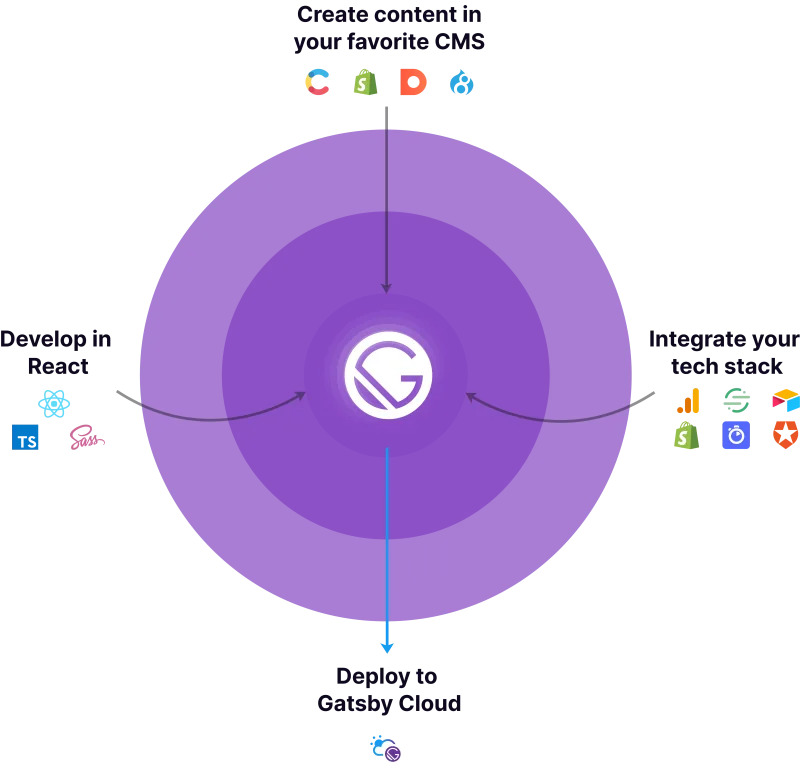 Create content in
your favorite CMS
Develop in
React
TS
Sass
Integrate your
tech stack
Deploy to
Gatsby Cloud